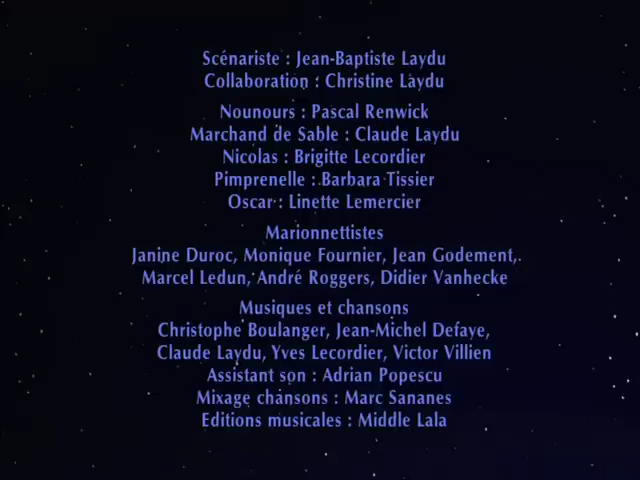 Scénariste : Jean-Baptiste Laydu
Collaboration : Christine Laydu
Nounours : Pascal Renwick
Marchand de Sable : Claude Laydu
Nicolas : Brigitte Lecordier
Pimprenelle : Barbara Tissier
Oscar : Linette Lemercier
Marionnettistes
Janine Duroc, Monique Fournier, Jean Godement,
Marcel Ledun, André Roggers, Didier Vanhecke
Musiques et chansons
Christophe Boulanger, Jean-Michel Defaye,
Claude Laydu, Yves Lecordier, Victor Villien
Assistant son : Adrian Popescu
Mixage chansons : Marc Sananes
Editions musicales : Middle Lala